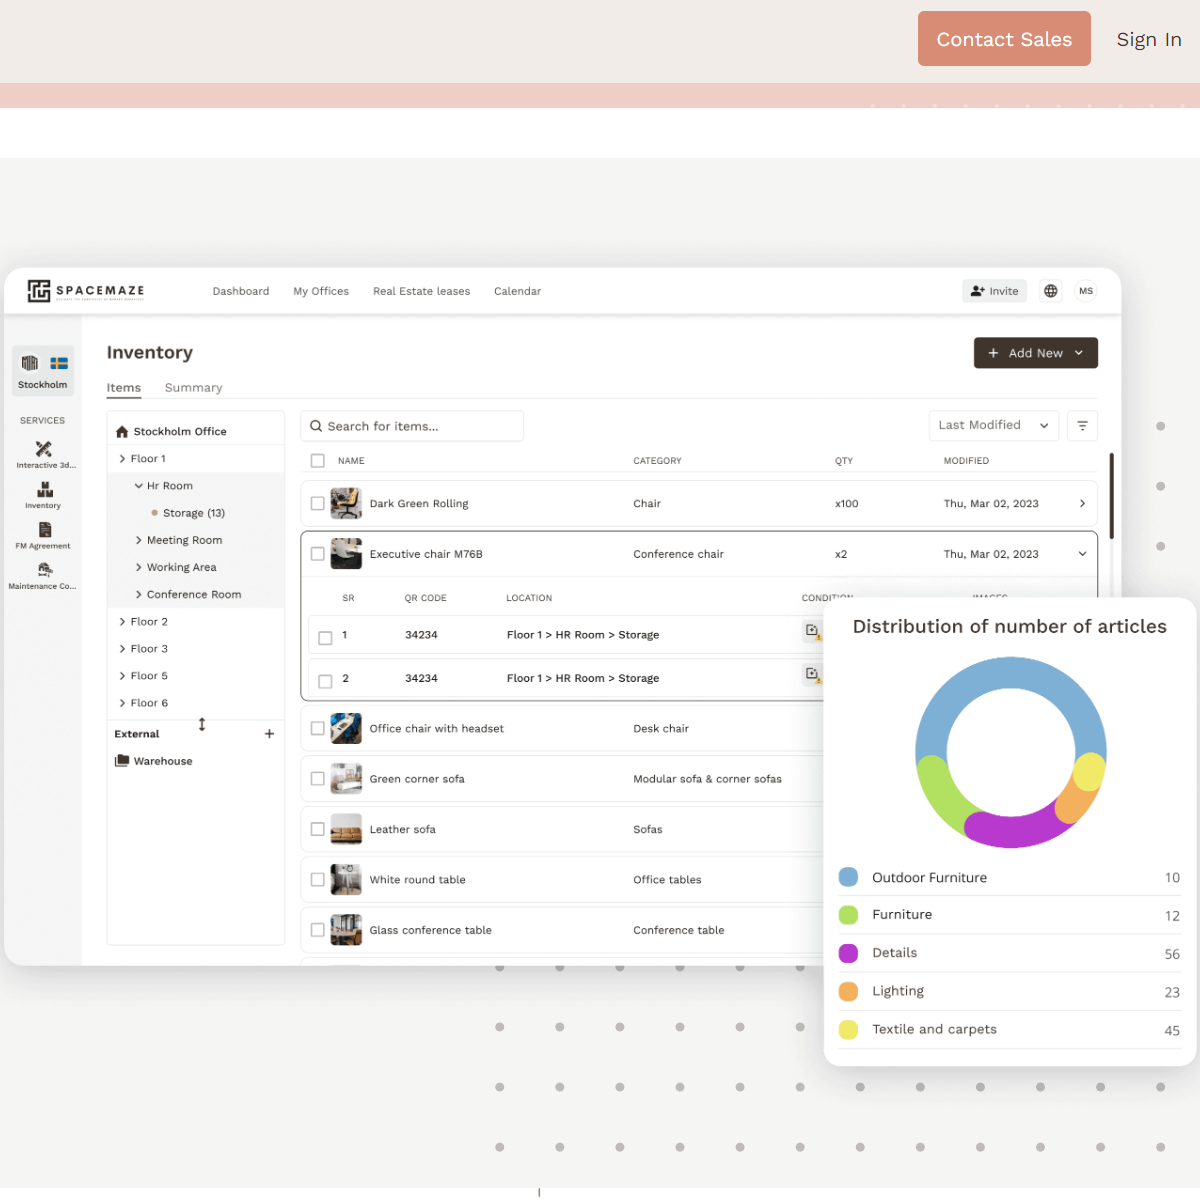 Contact Sales
Sign In
SPACEMAZE
Dashboard
My Offices
Real Estate leases
Calendar
Invite
MS
Stockholm
SERVICES
Interactive 3d...
Inventory
FM Agreement
Maintenance Co...
Inventory
Add New
Items
Summary
Stockholm Office
Floor 1
Hr Room
Storage (13)
Meeting Room
Working Area
Conference Room
Floor 2
Floor 3
Floor 5
Floor 6
External
Warehouse
Search for items...
Last Modified
NAME CATEGORY QTY MODIFIED
Dark Green Rolling Chair x100 Thu, Mar 02, 2023
Executive chair M76B Conference chair x2 Thu, Mar 02, 2023
SR QR CODE LOCATION CONDITION IMAGES
1 34234 Floor 1 > HR Room > Storage
2 34234 Floor 1 > HR Room > Storage
Office chair with headset Desk chair
Green corner sofa Modular sofa & corner sofas
Leather sofa Sofas
White round table Office tables
Glass conference table Conference table
Distribution of number of articles
Outdoor Furniture 10
Furniture 12
Details 56
Lighting 23
Textile and carpets 45